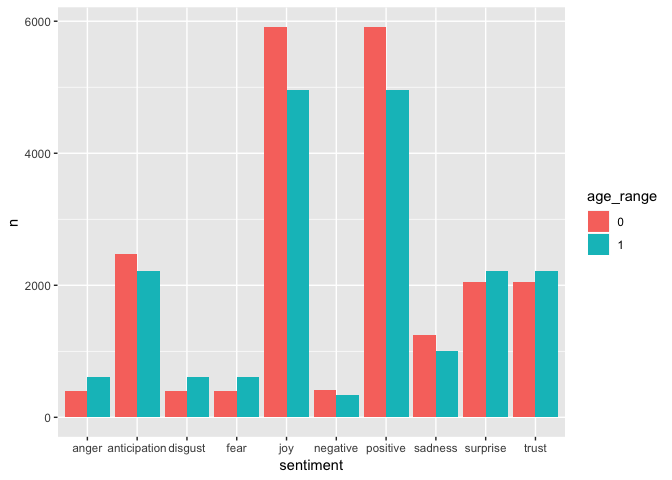 6000
4000
2000
0
n
anger anticipation disgust fear joy negative positive sadness surprise trust
sentiment
age_range
0
1